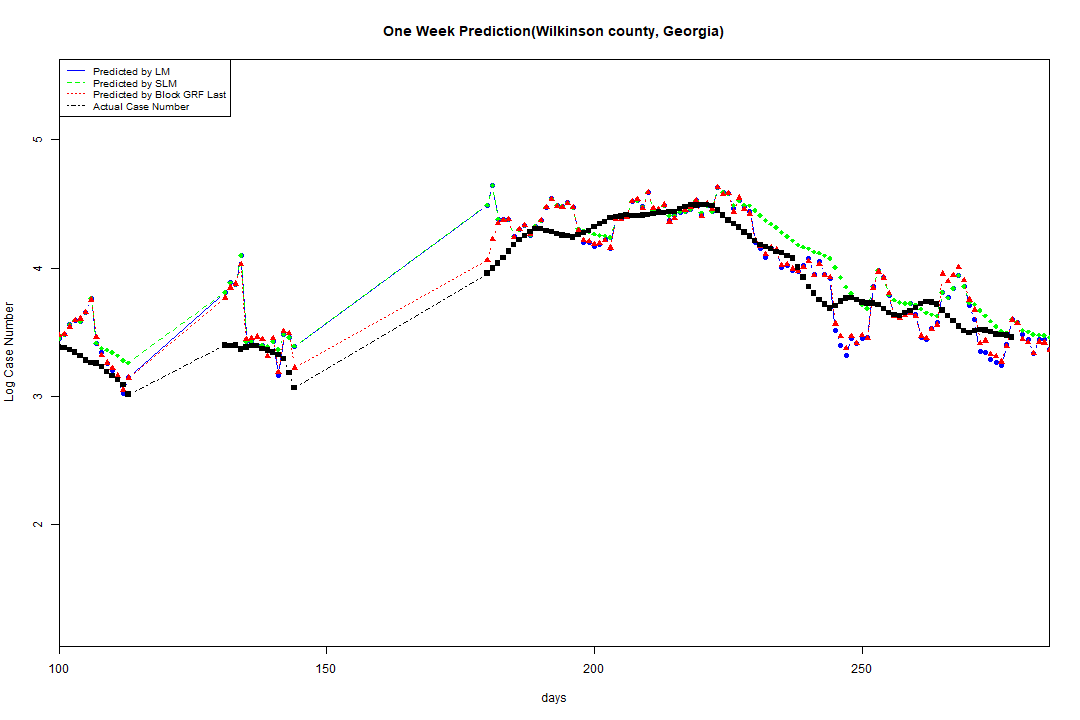 One Week Prediction(Wilkinson county, Georgia)
Predicted by LM
Predicted by SLM
Predicted by Block GRF Last
Actual Case Number
5
4
3
2
Log Case Number
100 150 200 250
days